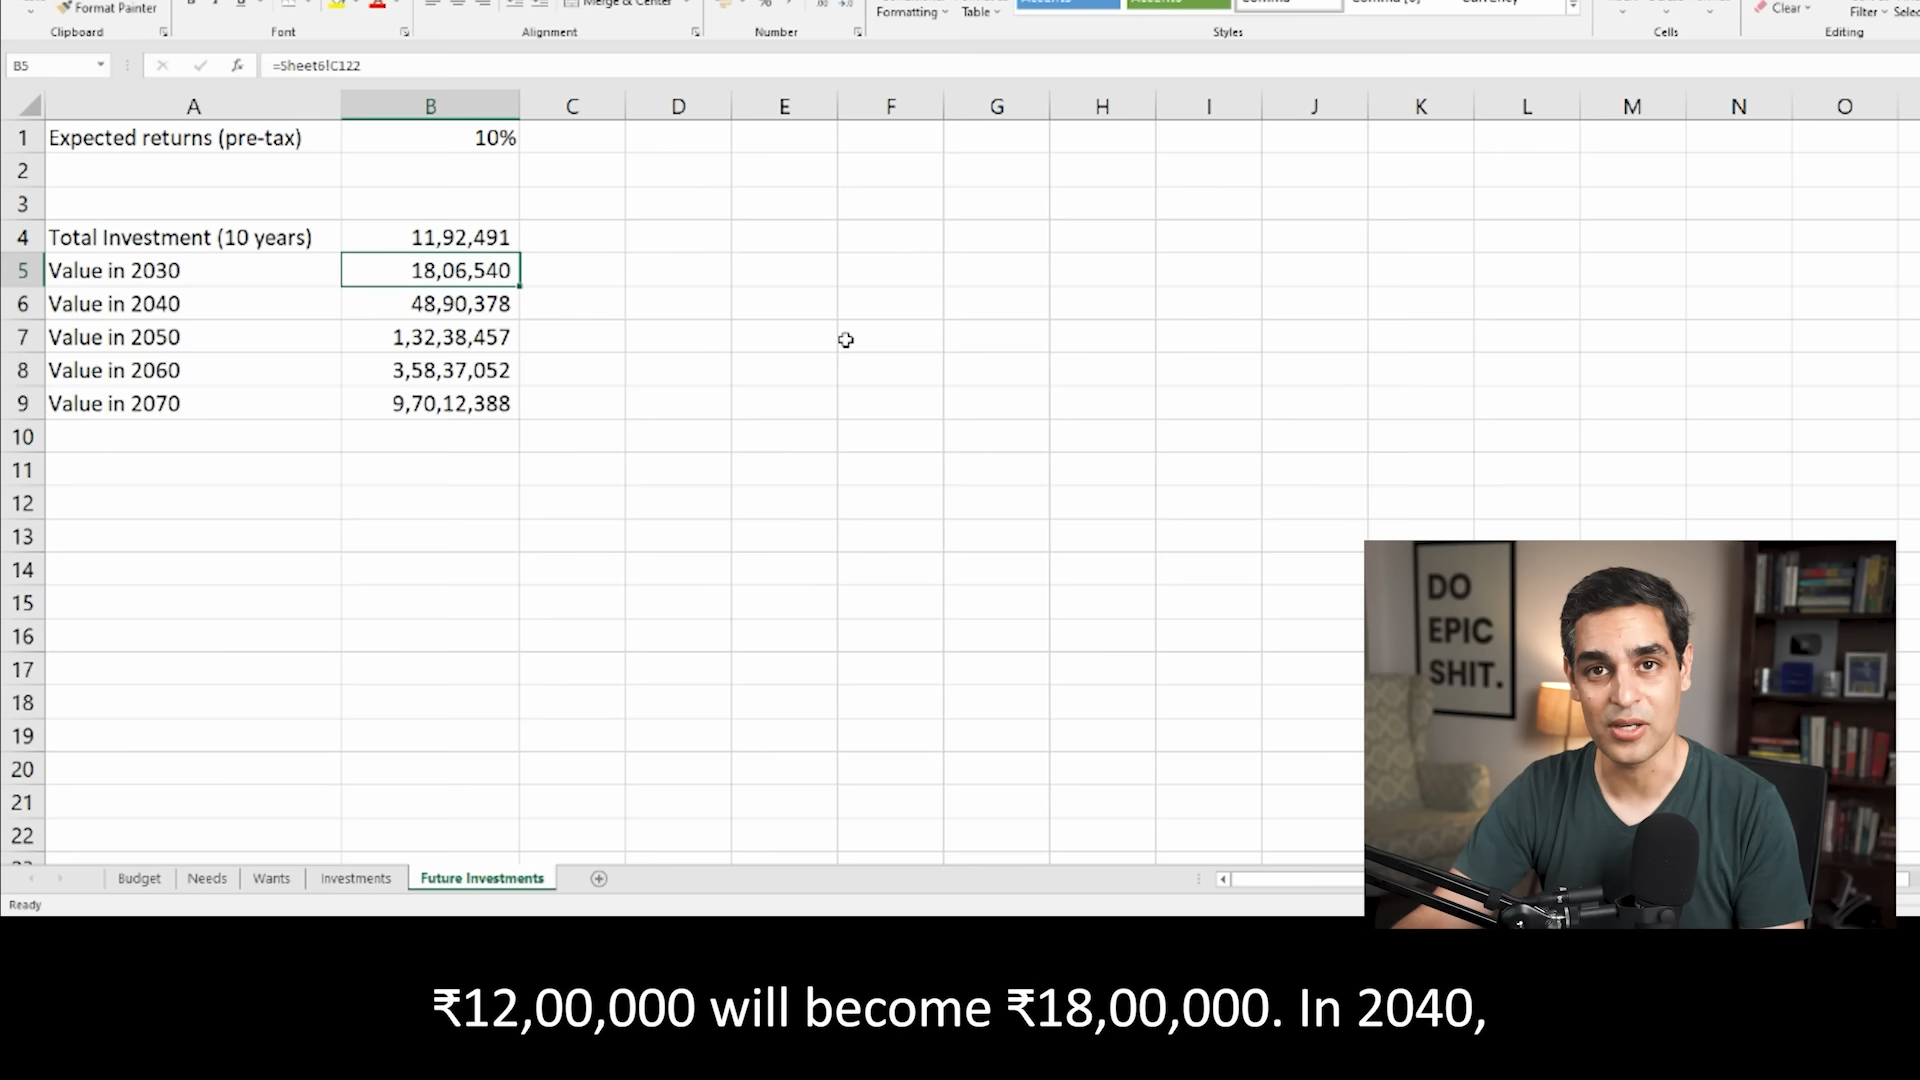 Format Painter
Merge & Center
Formatting
Table
Clear
Filter
Clipboard
Font
Alignment
Number
Styles
Cells
Editing
B5
fx
=Sheet6!C122
A B C D E F G H I J K L M N O
1 Expected returns (pre-tax) 10%
2
3
4 Total Investment (10 years) 11,92,491
5 Value in 2030 18,06,540
6 Value in 2040 48,90,378
7 Value in 2050 1,32,38,457
8 Value in 2060 3,58,37,052
9 Value in 2070 9,70,12,388
10
11
12
13
14
15
16
17
18
19
20
21
22
DO
EPIC
SHIT.
Budget Needs Wants Investments Future Investments
Ready
₹12,00,000 will become ₹18,00,000. In 2040,